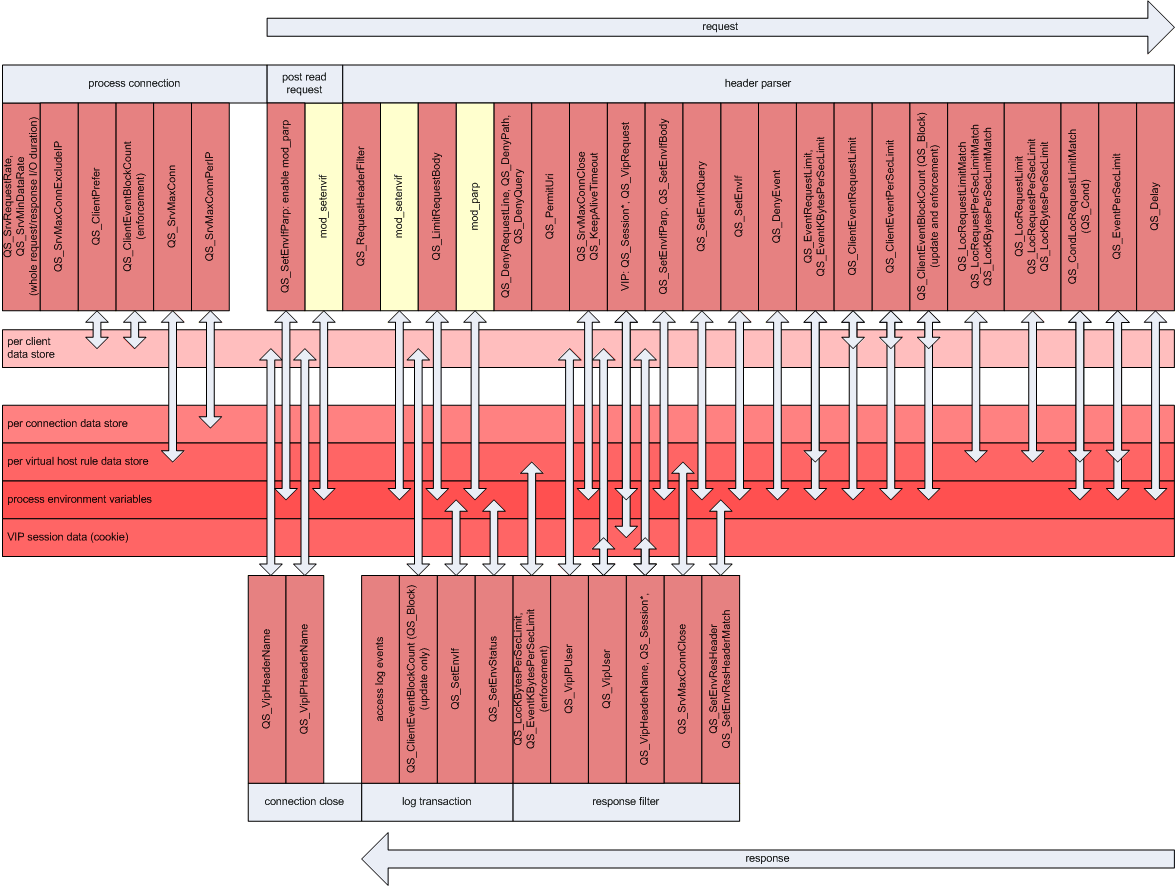 request
process connection
post read
request
header parser
QS_SrvRequestRate,
QS_SrvMinDataRate
(whole request/response I/O duration)
QS_SrvMaxConnExcludeIP
QS_ClientPrefer
QS_ClientEventBlockCount
(enforcement)
QS_SrvMaxConn
QS_SrvMaxConnPerIP
QS_SetEnvIfParp: enable mod_parp
mod_setenvif
QS_RequestHeaderFilter
mod_setenvif
QS_LimitRequestBody
mod_parp
QS_DenyRequestLine, QS_DenyPath,
QS_DenyQuery
QS_PermitUri
QS_SrvMaxConnClose
QS_KeepAliveTimeout
VIP: QS_Session*, QS_VipRequest
QS_SetEnvIfParp, QS_SetEnvIfBody
QS_SetEnvIfQuery
QS_SetEnvIf
QS_DenyEvent
QS_EventRequestLimit,
QS_EventKBytesPerSecLimit
QS_ClientEventRequestLimit
QS_ClientEventPerSecLimit
QS_ClientEventBlockCount (QS_Block)
(update and enforcement)
QS_LocRequestLimitMatch
QS_LocRequestPerSecLimitMatch
QS_LocKBytesPerSecLimitMatch
QS_LocRequestLimit
QS_LocRequestPerSecLimit
QS_LocKBytesPerSecLimit
QS_CondLocRequestLimitMatch
(QS_Cond)
QS_EventPerSecLimit
QS_Delay
per client
data store
per connection data store
per virtual host rule data store
process environment variables
VIP session data (cookie)
QS_VipHeaderName
QS_VipIPHeaderName
access log events
QS_ClientEventBlockCount (QS_Block)
(update only)
QS_SetEnvIf
QS_SetEnvStatus
QS_LocKBytesPerSecLimit,
QS_EventKBytesPerSecLimit
(enforcement)
QS_VipIPUser
QS_VipUser
QS_VipHeaderName, QS_Session*,
QS_SrvMaxConnClose
QS_SetEnvResHeader
QS_SetEnvResHeaderMatch
connection close
log transaction
response filter
response